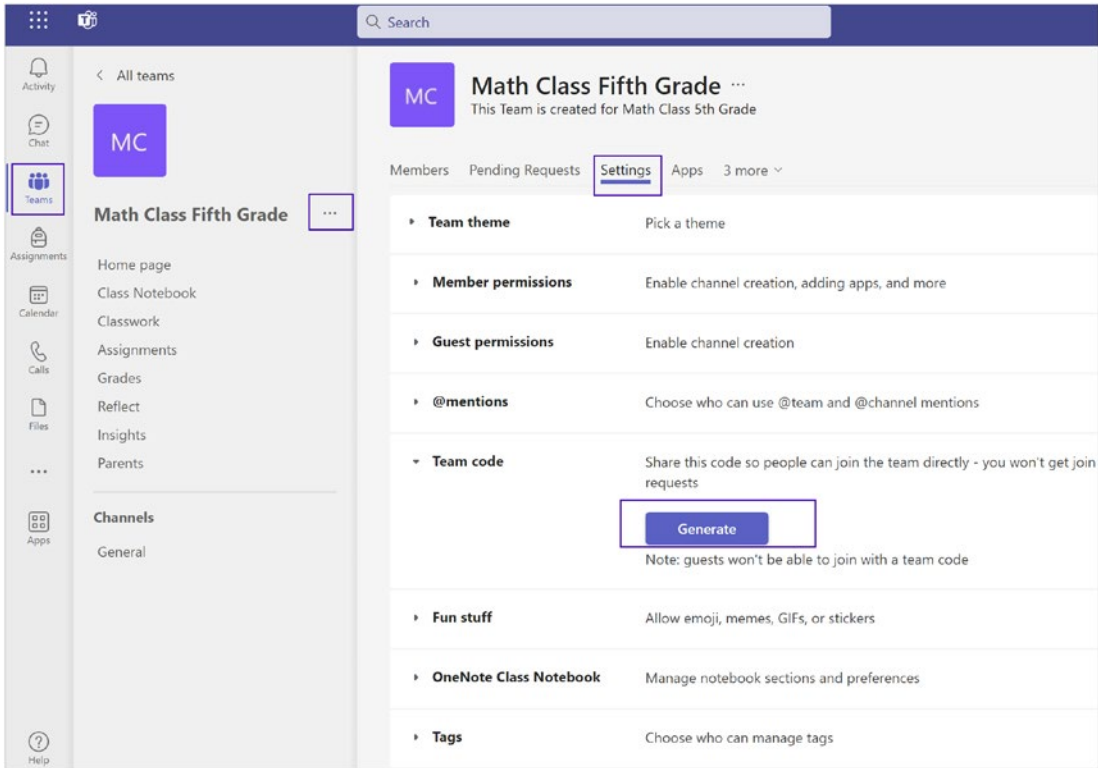 Search
Activity
Chat
Teams
Assignments
Calendar
Calls
Files
Apps
Help
All teams
MC
Math Class Fifth Grade
Home page
Class Notebook
Classwork
Assignments
Grades
Reflect
Insights
Parents
Channels
General
MC
Math Class Fifth Grade
This Team is created for Math Class 5th Grade
Members Pending Requests Settings Apps 3 more
Team theme Pick a theme
Member permissions Enable channel creation, adding apps, and more
Guest permissions Enable channel creation
@mentions Choose who can use @team and @channel mentions
Team code Share this code so people can join the team directly - you won't get join
requests
Generate
Note: guests won't be able to join with a team code
Fun stuff Allow emoji, memes, GIFs, or stickers
OneNote Class Notebook Manage notebook sections and preferences
Tags Choose who can manage tags